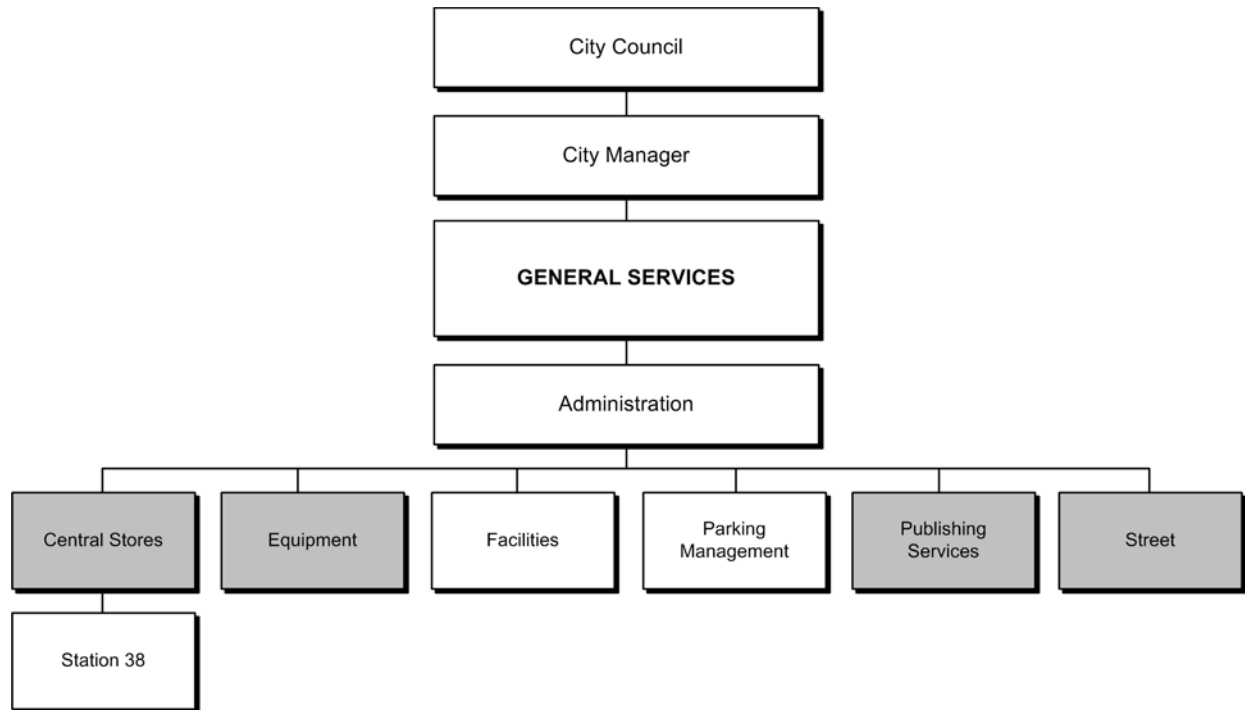 City Council
City Manager
GENERAL SERVICES
Administration
Central Stores
Equipment
Facilities
Parking
Management
Publishing
Services
Street
Station 38